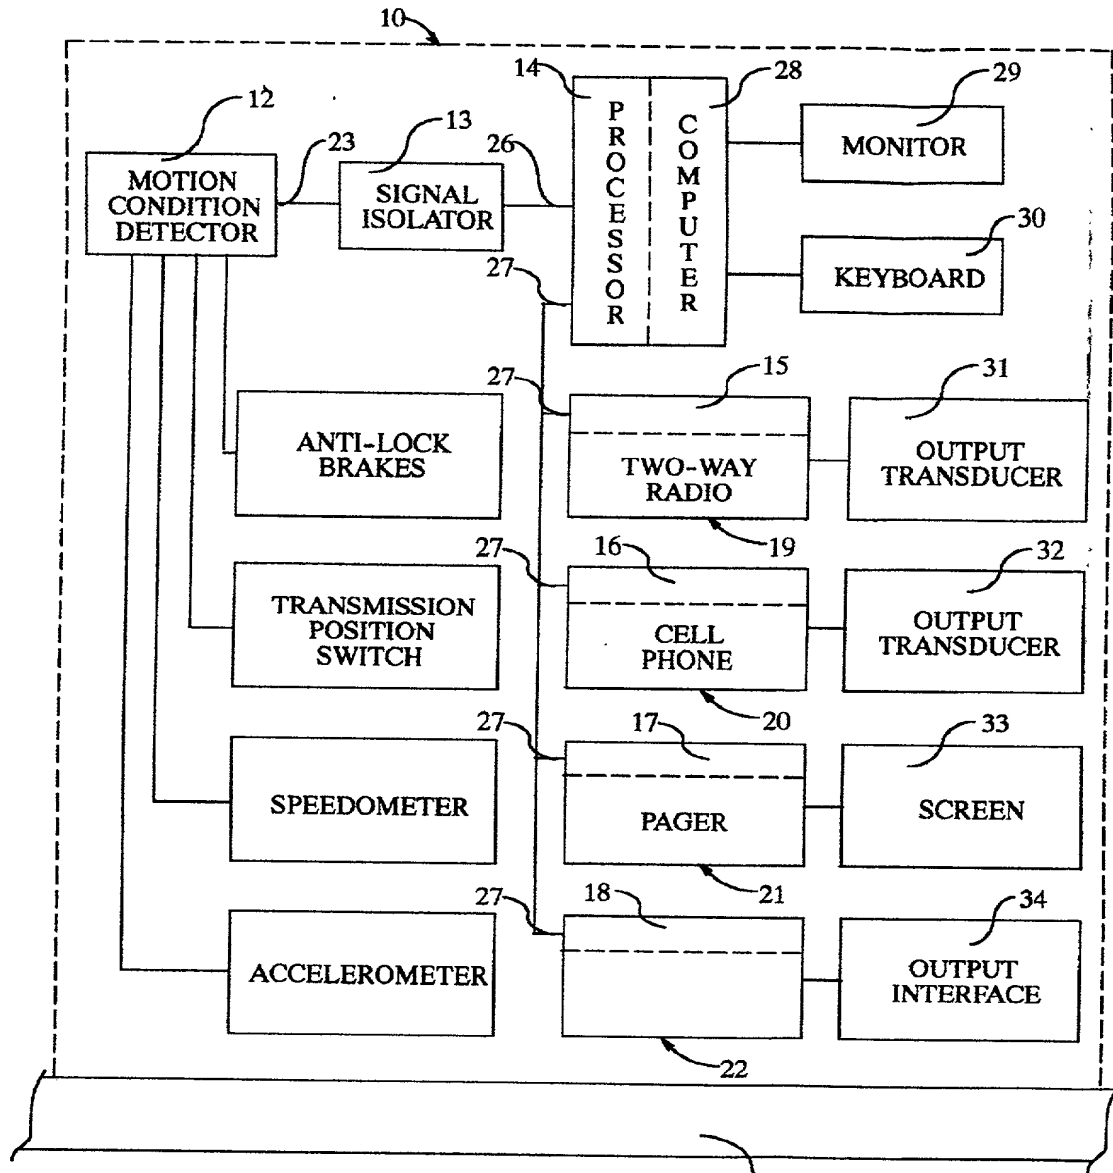 10
12
MOTION
CONDITION
DETECTOR
23
13
SIGNAL
ISOLATOR
26
14
PROCESSOR
28
COMPUTER
29
MONITOR
30
KEYBOARD
27
27
15
TWO-WAY
RADIO
19
31
OUTPUT
TRANSDUCER
ANTI-LOCK
BRAKES
27
16
CELL
PHONE
20
32
OUTPUT
TRANSDUCER
TRANSMISSION
POSITION
SWITCH
27
17
PAGER
21
33
SCREEN
SPEEDOMETER
27
18
22
34
OUTPUT
INTERFACE
ACCELEROMETER